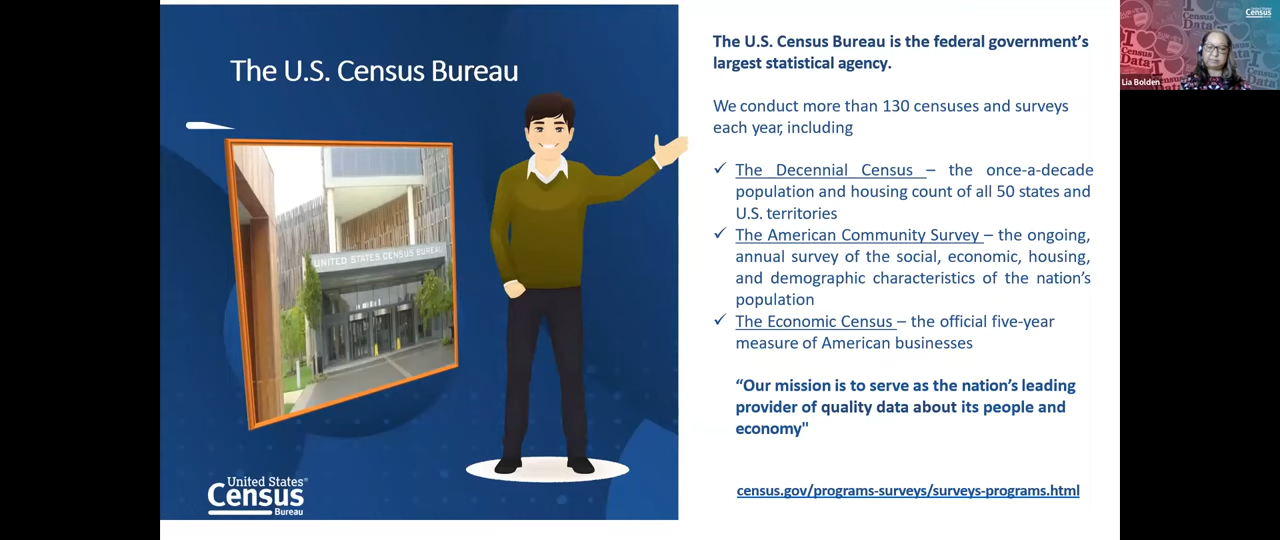 The U.S. Census Bureau
UNITED STATES CENSUS BUREAU
United States®
Census
Bureau
The U.S. Census Bureau is the federal government’s
largest statistical agency.
We conduct more than 130 censuses and surveys
each year, including
✓ The Decennial Census – the once-a-decade
population and housing count of all 50 states and
U.S. territories
✓ The American Community Survey – the ongoing,
annual survey of the social, economic, housing,
and demographic characteristics of the nation’s
population
✓ The Economic Census – the official five-year
measure of American businesses
“Our mission is to serve as the nation’s leading
provider of quality data about its people and
economy"
census.gov/programs-surveys/surveys-programs.html
United States
Census
Bureau
I
Census
Data
Census
Data
Lia Bolden